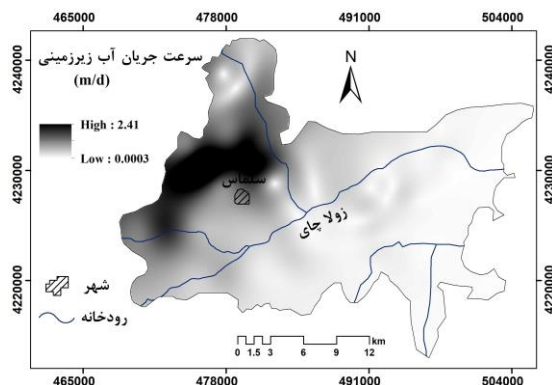 465000 478000 491000 504000
4240000 4240000
سرعت جریان آب زیرزمینی
(m/d)
N
High : 2.41
Low : 0.0003
4230000 4230000
سلماس
زولا چای
4220000 4220000
شهر
رودخانه
km
0 1.5 3 6 9 12
465000 478000 491000 504000